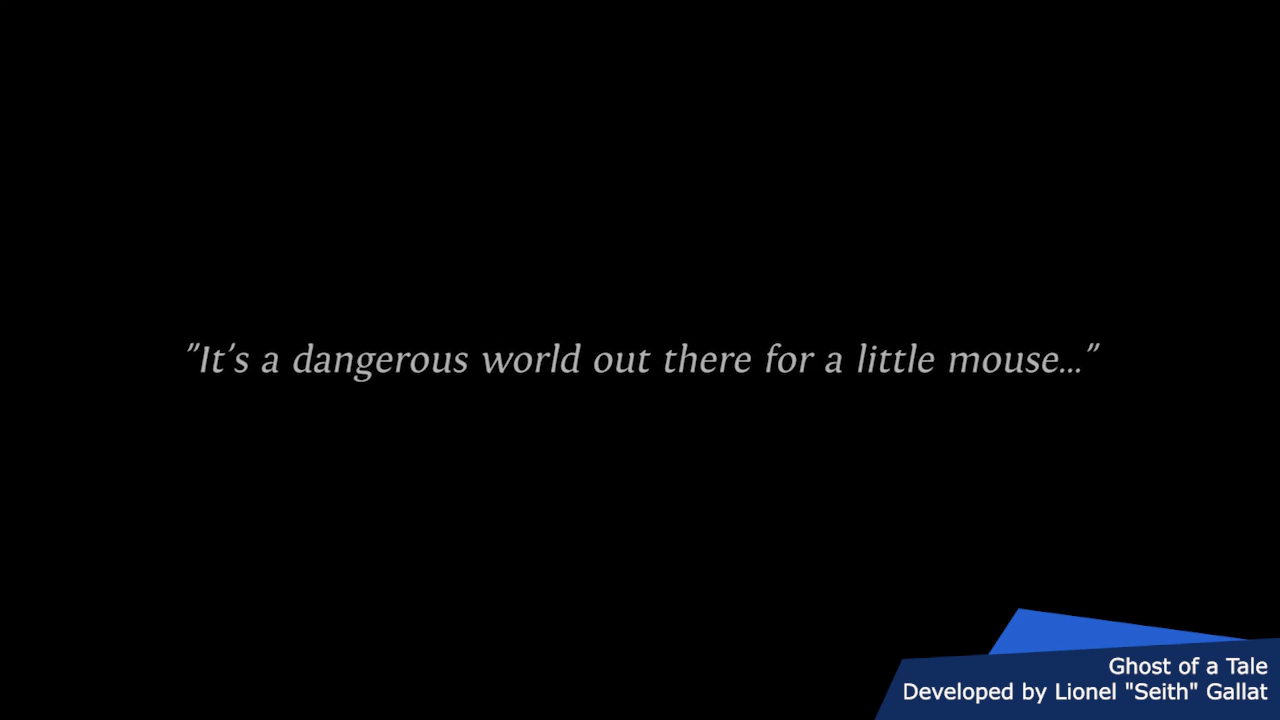 "It's a dangerous world out there for a little mouse..."
Ghost of a Tale
Developed by Lionel "Seith" Gallat